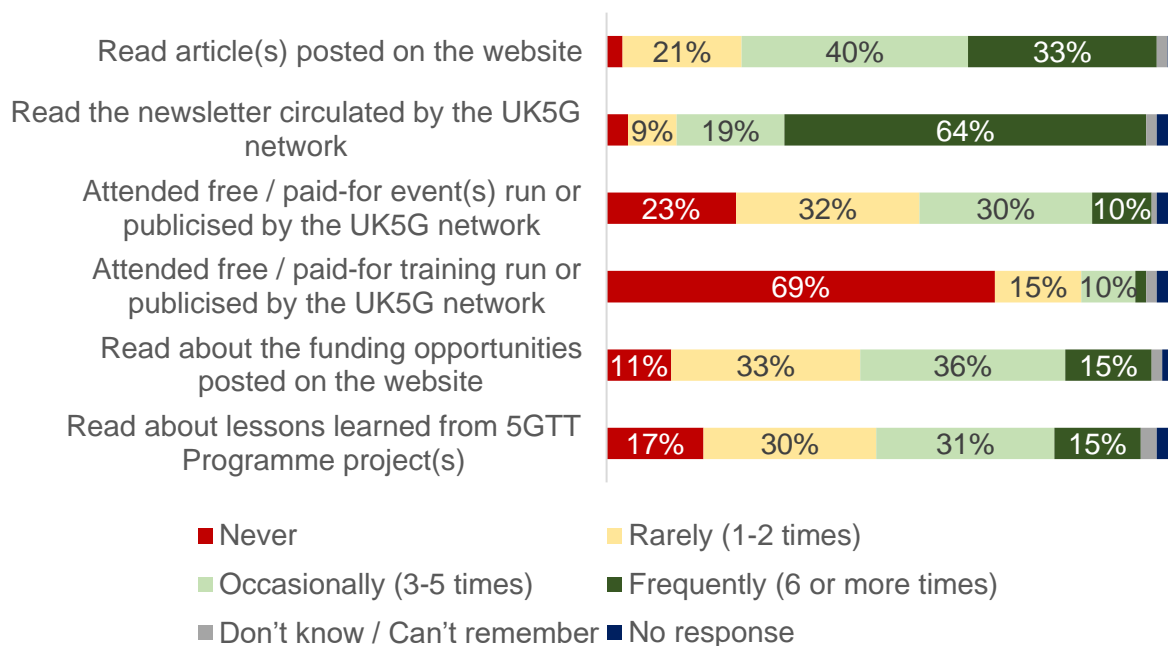 Read article(s) posted on the website
21% 40% 33%
Read the newsletter circulated by the UK5G
network
9% 19% 64%
Attended free / paid-for event(s) run or
publicised by the UK5G network
23% 32% 30% 10%
Attended free / paid-for training run or
publicised by the UK5G network
69% 15% 10%
Read about the funding opportunities
posted on the website
11% 33% 36% 15%
Read about lessons learned from 5GTT
Programme project(s)
17% 30% 31% 15%
Never Rarely (1-2 times)
Occasionally (3-5 times) Frequently (6 or more times)
Don't know / Can't remember No response